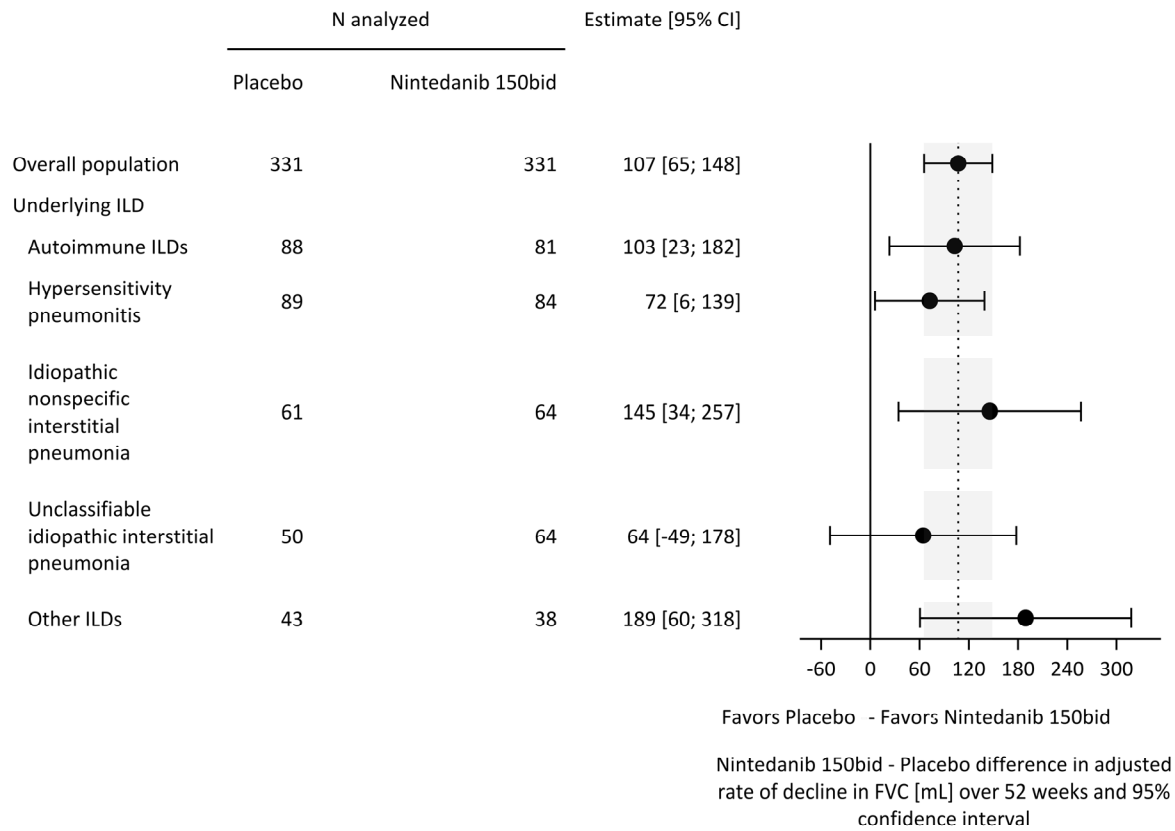 N analyzed Estimate [95% CI]
Placebo Nintedanib 150bid
Overall population 331 331 107 [65; 148]
Underlying ILD
Autoimmune ILDs 88 81 103 [23; 182]
Hypersensitivity
pneumonitis 89 84 72 [6; 139]
Idiopathic
nonspecific
interstitial
pneumonia 61 64 145 [34; 257]
Unclassifiable
idiopathic interstitial
pneumonia 50 64 64 [-49; 178]
Other ILDs 43 38 189 [60; 318]
-60 0 60 120 180 240 300
Favors Placebo - Favors Nintedanib 150bid
Nintedanib 150bid - Placebo difference in adjusted
rate of decline in FVC [mL] over 52 weeks and 95%
confidence interval